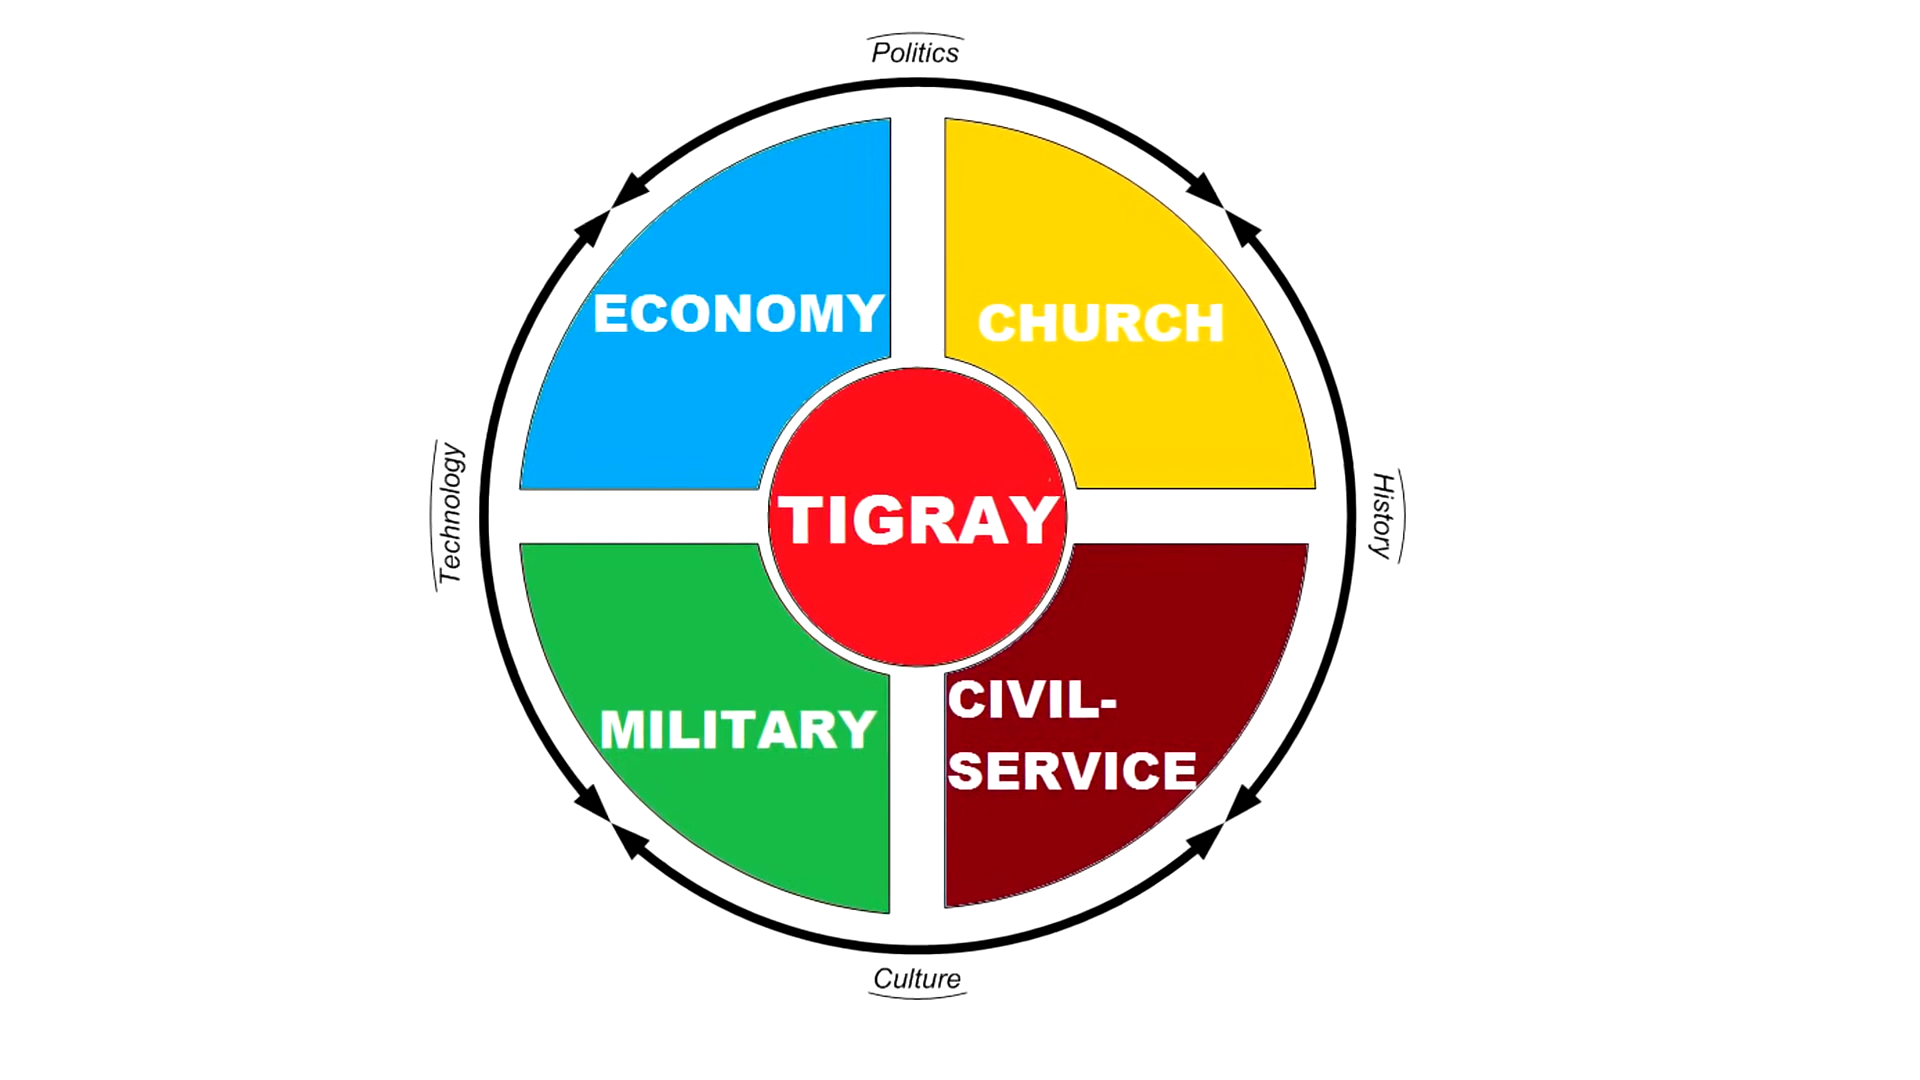 Politics
ECONOMY
CHURCH
Technology
TIGRAY
History
MILITARY
CIVIL-
SERVICE
Culture